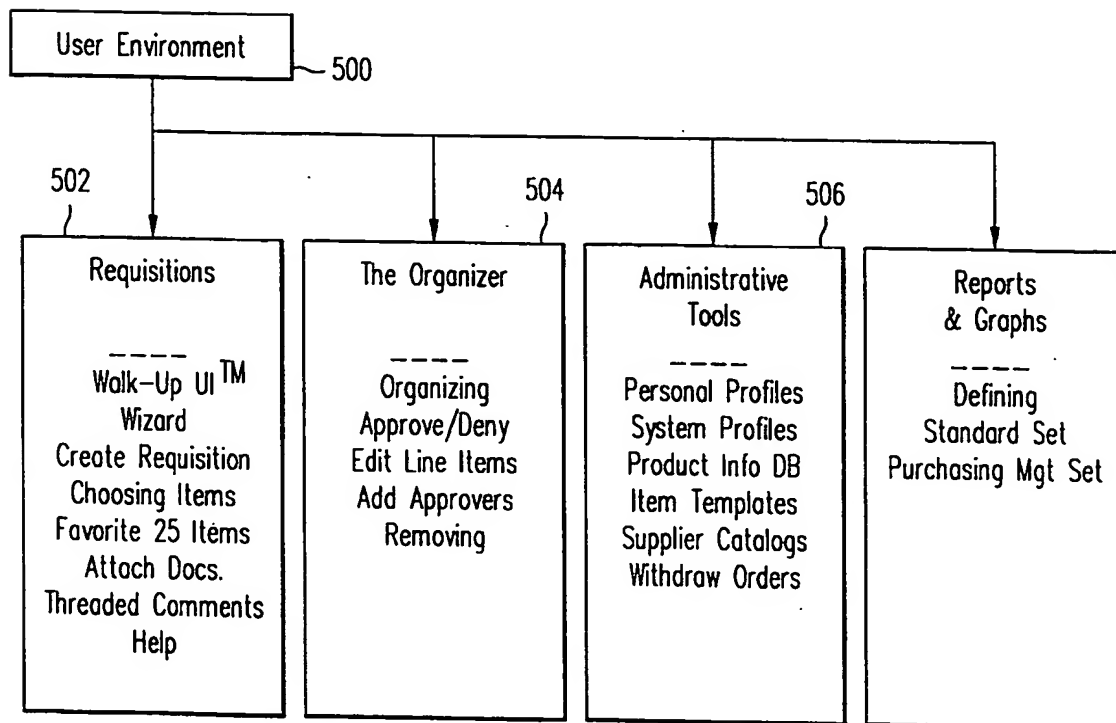 User Environment
500
502
Requisitions
Walk-Up UI™
Wizard
Create Requisition
Choosing Items
Favorite 25 Items
Attach Docs.
Threaded Comments
Help
504
The Organizer
Organizing
Approve/Deny
Edit Line Items
Add Approvers
Removing
506
Administrative
Tools
Personal Profiles
System Profiles
Product Info DB
Item Templates
Supplier Catalogs
Withdraw Orders
Reports
& Graphs
Defining
Standard Set
Purchasing Mgt Set